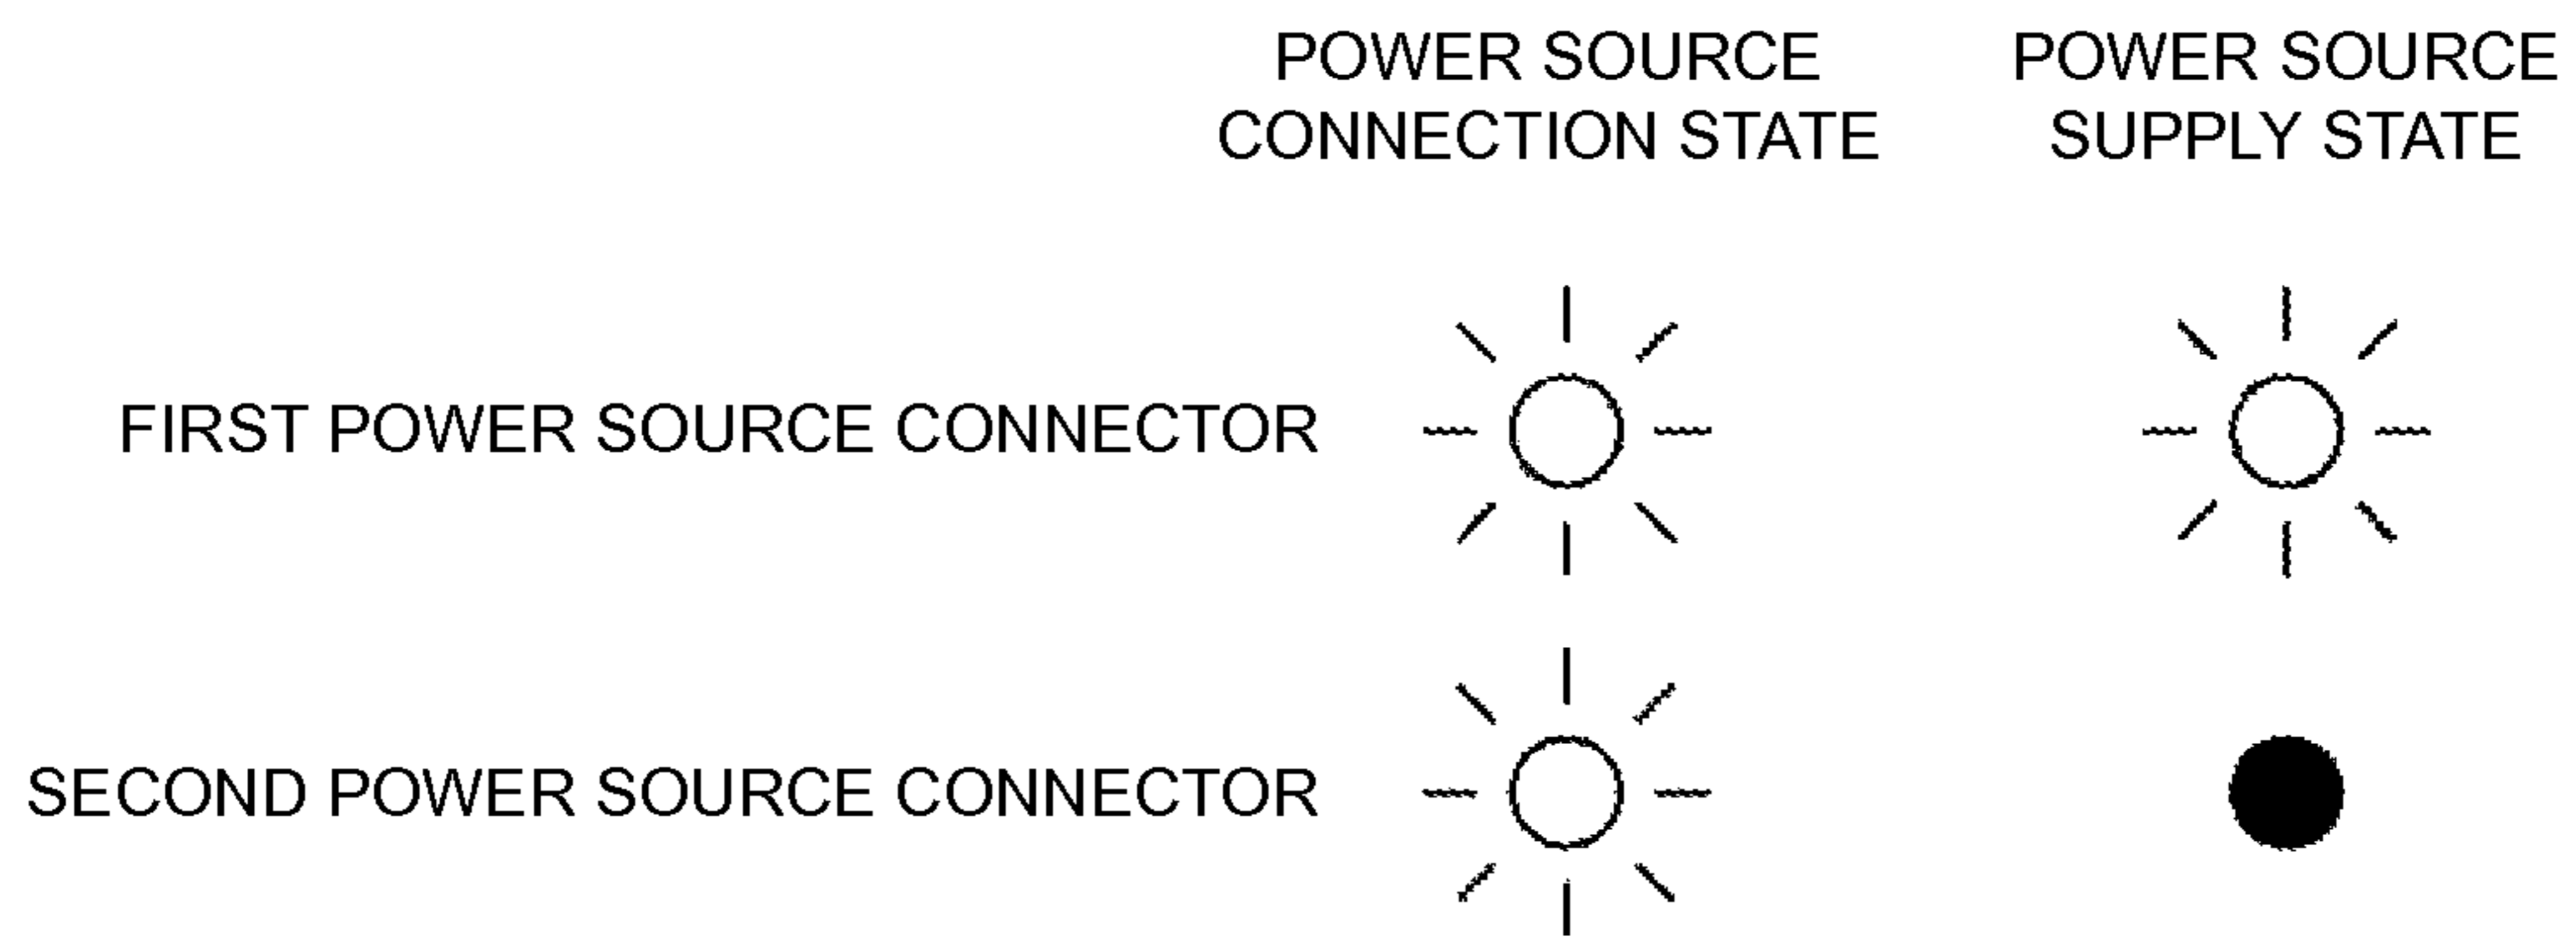 POWER SOURCE
CONNECTION STATE
POWER SOURCE
SUPPLY STATE
FIRST POWER SOURCE CONNECTOR
SECOND POWER SOURCE CONNECTOR